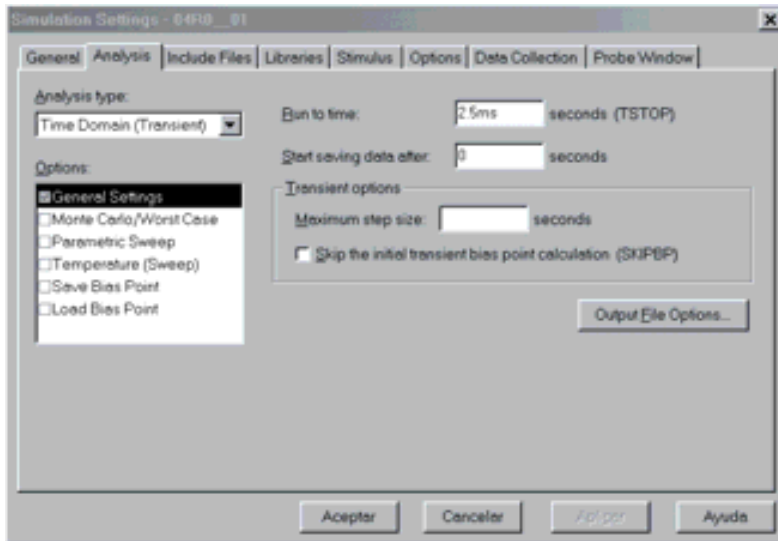 Simulation Settings - 04R0__01
General Analysis Include Files Libraries Stimulus Options Data Collection Probe Window
Analysis type:
Time Domain (Transient)
Options:
General Settings
Monte Carlo/Worst Case
Parametric Sweep
Temperature (Sweep)
Save Bias Point
Load Bias Point
Run to time: 2.5ms seconds (TSTOP)
Start saving data after: 0 seconds
Transient options
Maximum step size: seconds
Skip the initial transient bias point calculation (SKIPBP)
Output File Options...
Aceptar Cancelar Aplicar Ayuda